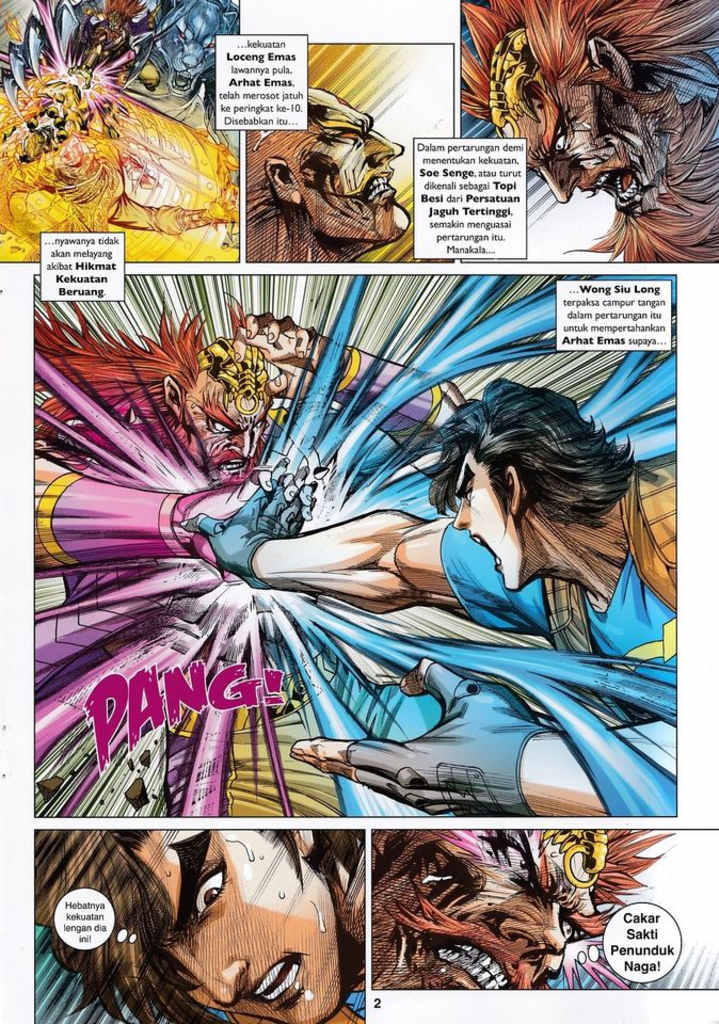 ...kekuatan
Loceng Emas
lawannya pula,
Arhat Emas,
telah merosot jatuh
ke peringkat ke-10.
Disebabkan itu...
Dalam pertarungan demi
menentukan kekuatan,
Soe Senge, atau turut
dikenali sebagai Topi
Besi dari Persatuan
Jaguh Tertinggi,
semakin menguasai
pertarungan itu.
Manakala....
...nyawanya tidak
akan melayang
akibat Hikmat
Kekuatan
Beruang.
...Wong Siu Long
terpaksa campur tangan
dalam pertarungan itu
untuk mempertahankan
Arhat Emas supaya...
PANG!
Hebatnya
kekuatan
lengan dia
ini!
Cakar
Sakti
Penunduk
Naga!
2